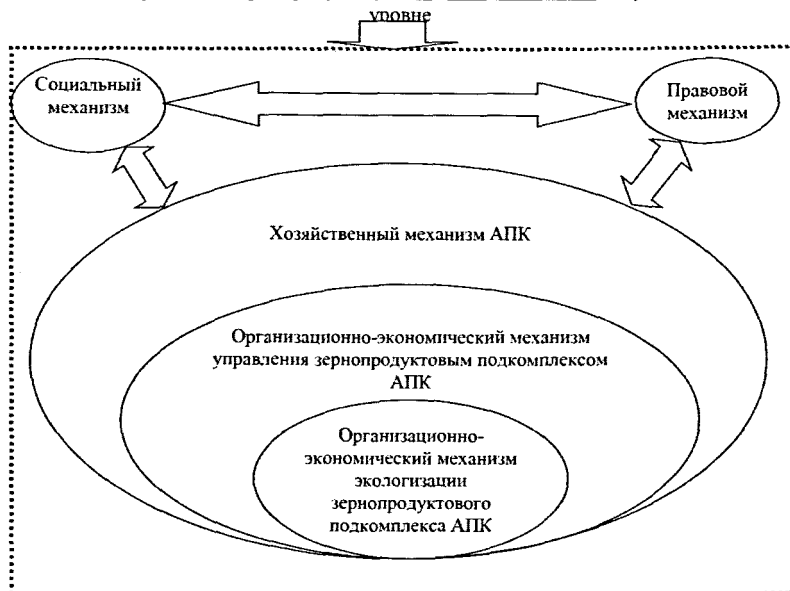 уровне
Социальный
механизм
Правовой
механизм
Хозяйственный механизм АПК
Организационно-экономический механизм
управления зернопродуктовым подкомплексом
АПК
Организационно-
экономический механизм
экологизации
зернопродуктового
подкомплекса АПК